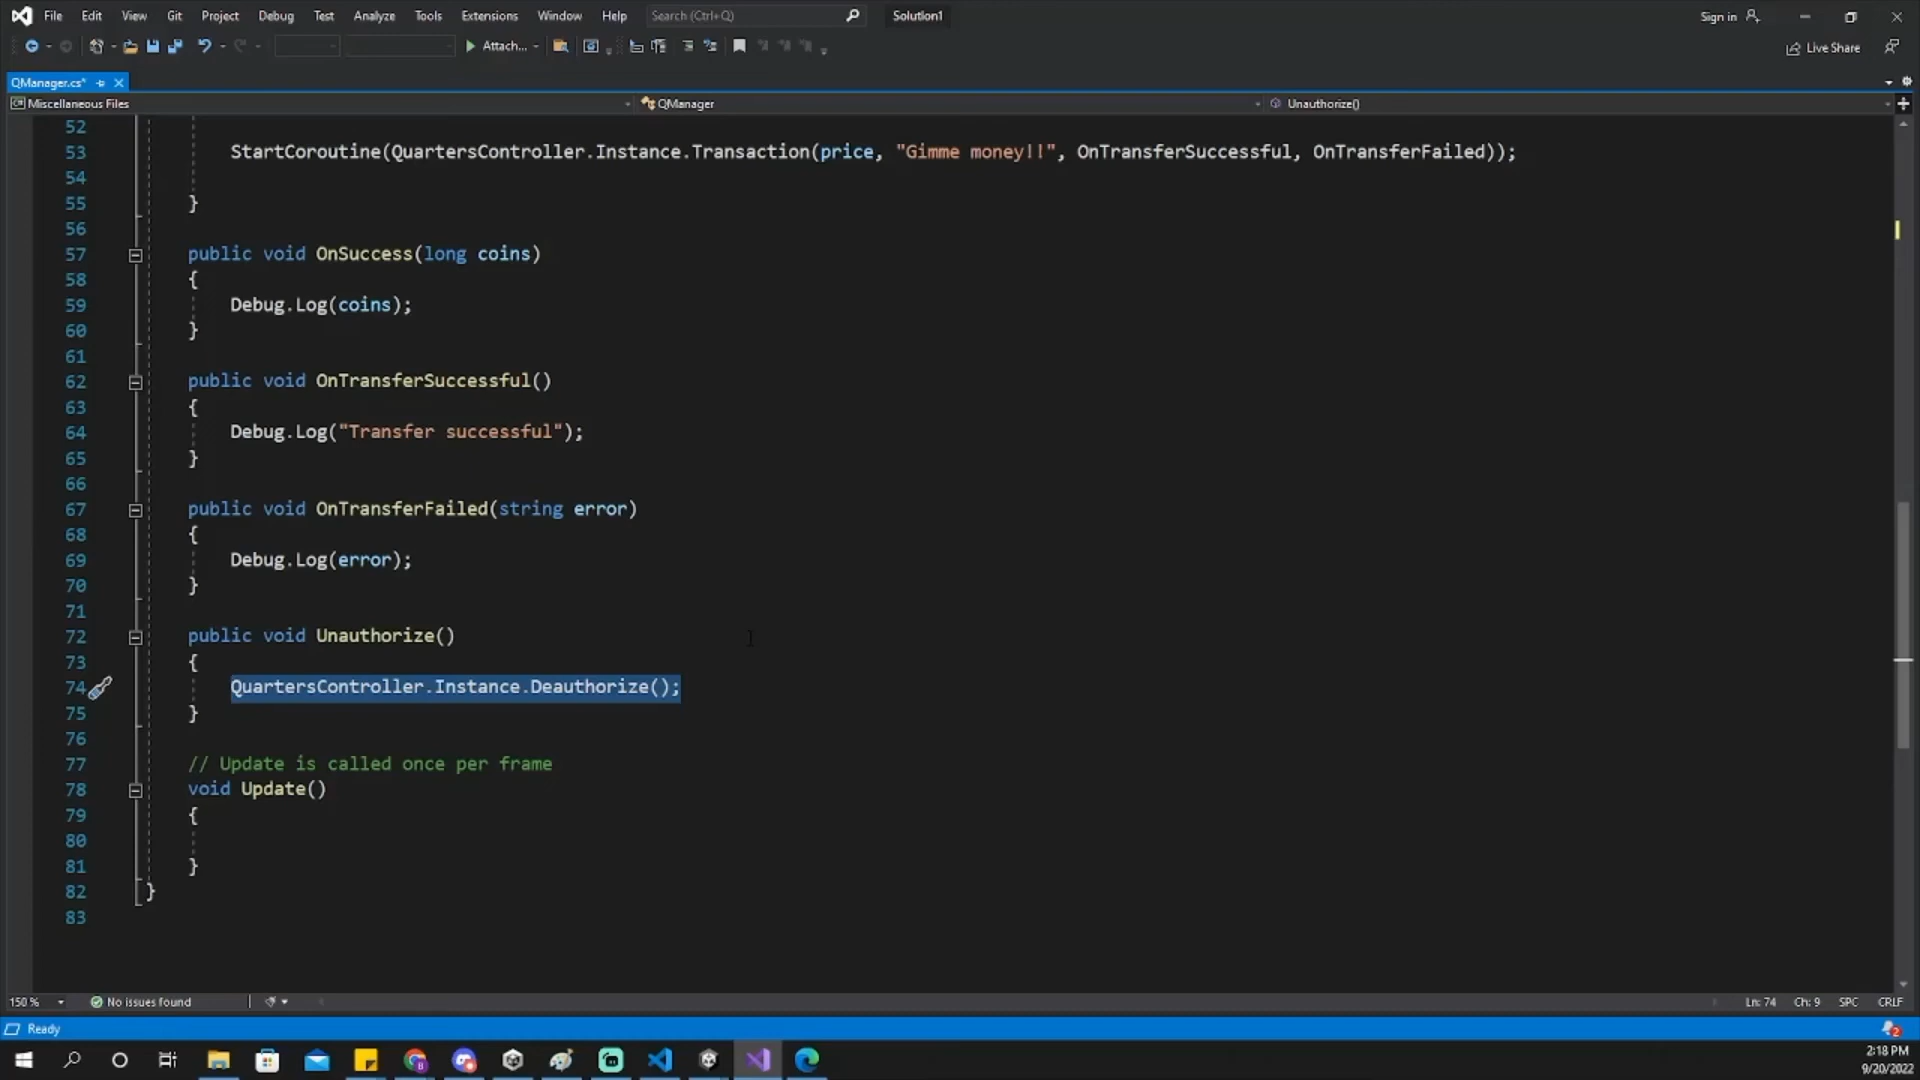 File Edit View Git Project Debug Test Analyze Tools Extensions Window Help Search (Ctrl+Q) Solution1 Sign in
Attach... Live Share
QManager.cs*
Miscellaneous Files QManager Unauthorize()
52
53 StartCoroutine(QuartersController.Instance.Transaction(price, "Gimme money!!", OnTransferSuccessful, OnTransferFailed));
54
55 }
56
57 public void OnSuccess(long coins)
58 {
59 Debug.Log(coins);
60 }
61
62 public void OnTransferSuccessful()
63 {
64 Debug.Log("Transfer successful");
65 }
66
67 public void OnTransferFailed(string error)
68 {
69 Debug.Log(error);
70 }
71
72 public void Unauthorize()
73 {
74 QuartersController.Instance.Deauthorize();
75 }
76
77 // Update is called once per frame
78 void Update()
79 {
80
81 }
82 }
83
150 % No issues found Ln: 74 Ch: 9 SPC CRLF
Ready 2
2:18 PM
9/20/2022